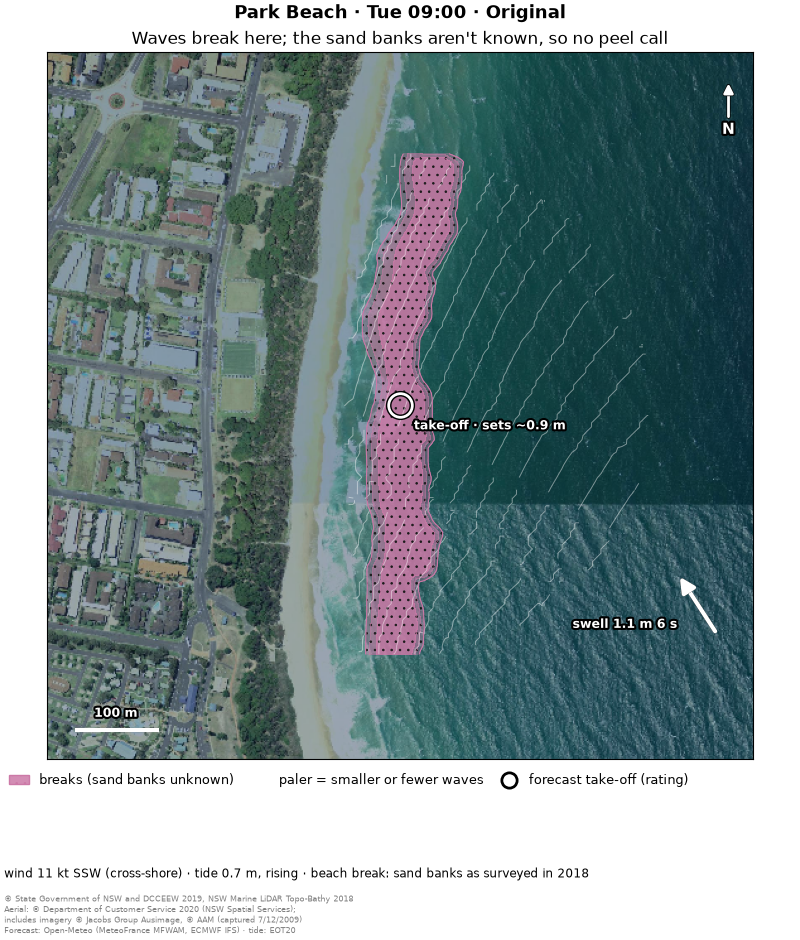 Park Beach · Tue 09:00 · Original
Waves break here; the sand banks aren't known, so no peel call
N
take-off · sets ~0.9 m
swell 1.1 m 6 s
100 m
breaks (sand banks unknown)
paler = smaller or fewer waves
forecast take-off (rating)
wind 11 kt SSW (cross-shore) · tide 0.7 m, rising · beach break: sand banks as surveyed in 2018
© State Government of NSW and DCCEEW 2019, NSW Marine LiDAR Topo-Bathy 2018
Aerial: © Department of Customer Service 2020 (NSW Spatial Services);
includes imagery © Jacobs Group Ausimage, © AAM (captured 7/12/2009)
Forecast: Open-Meteo (MeteoFrance MFWAM, ECMWF IFS) · tide: EOT20